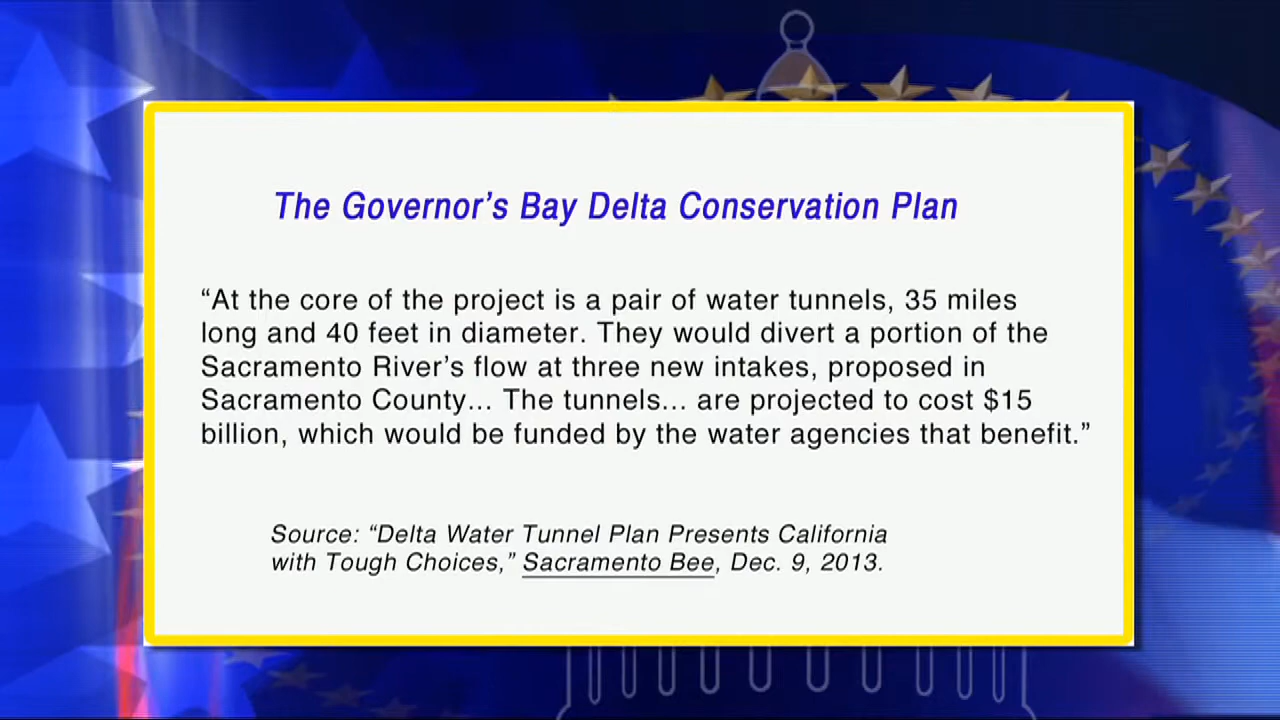 The Governor's Bay Delta Conservation Plan
“At the core of the project is a pair of water tunnels, 35 miles
long and 40 feet in diameter. They would divert a portion of the
Sacramento River’s flow at three new intakes, proposed in
Sacramento County... The tunnels... are projected to cost $15
billion, which would be funded by the water agencies that benefit.”
Source: “Delta Water Tunnel Plan Presents California
with Tough Choices,” Sacramento Bee, Dec. 9, 2013.